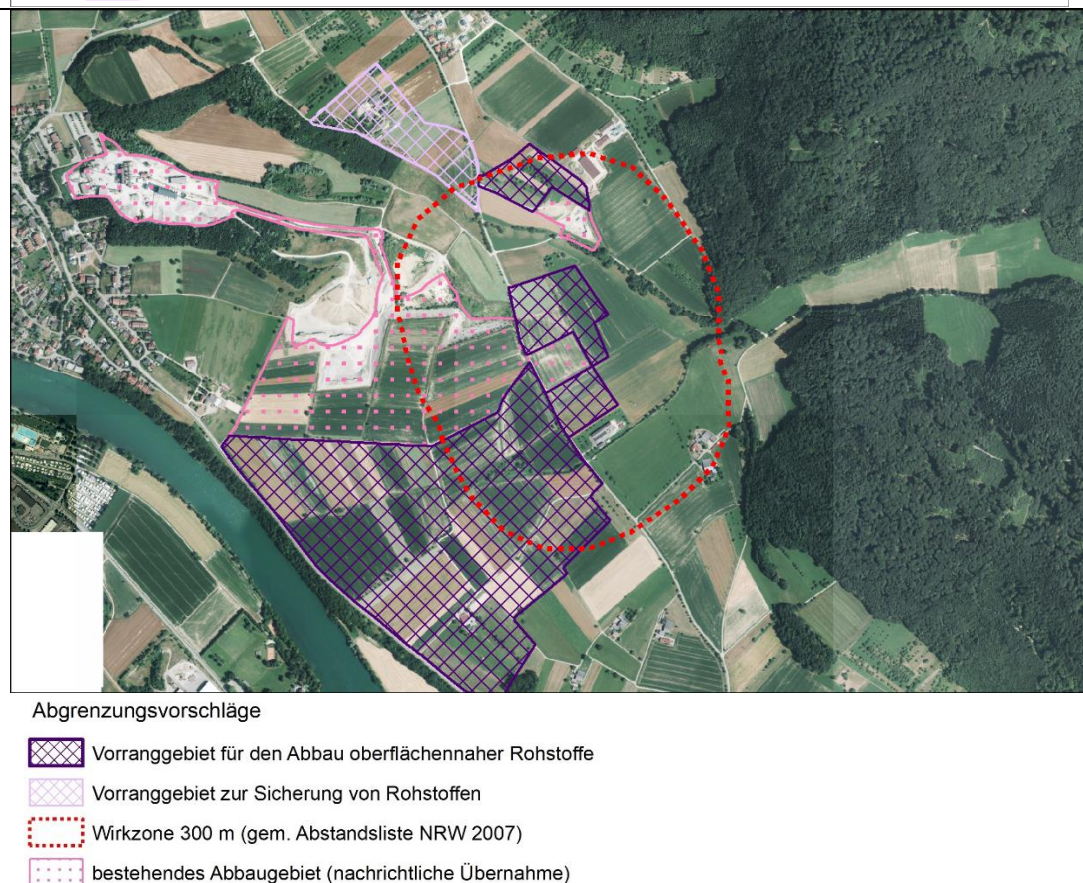 Abgrenzungsvorschläge
Vorranggebiet für den Abbau oberflächennaher Rohstoffe
Vorranggebiet zur Sicherung von Rohstoffen
Wirkzone 300 m (gem. Abstandsliste NRW 2007)
bestehendes Abbaugebiet (nachrichtliche Übernahme)